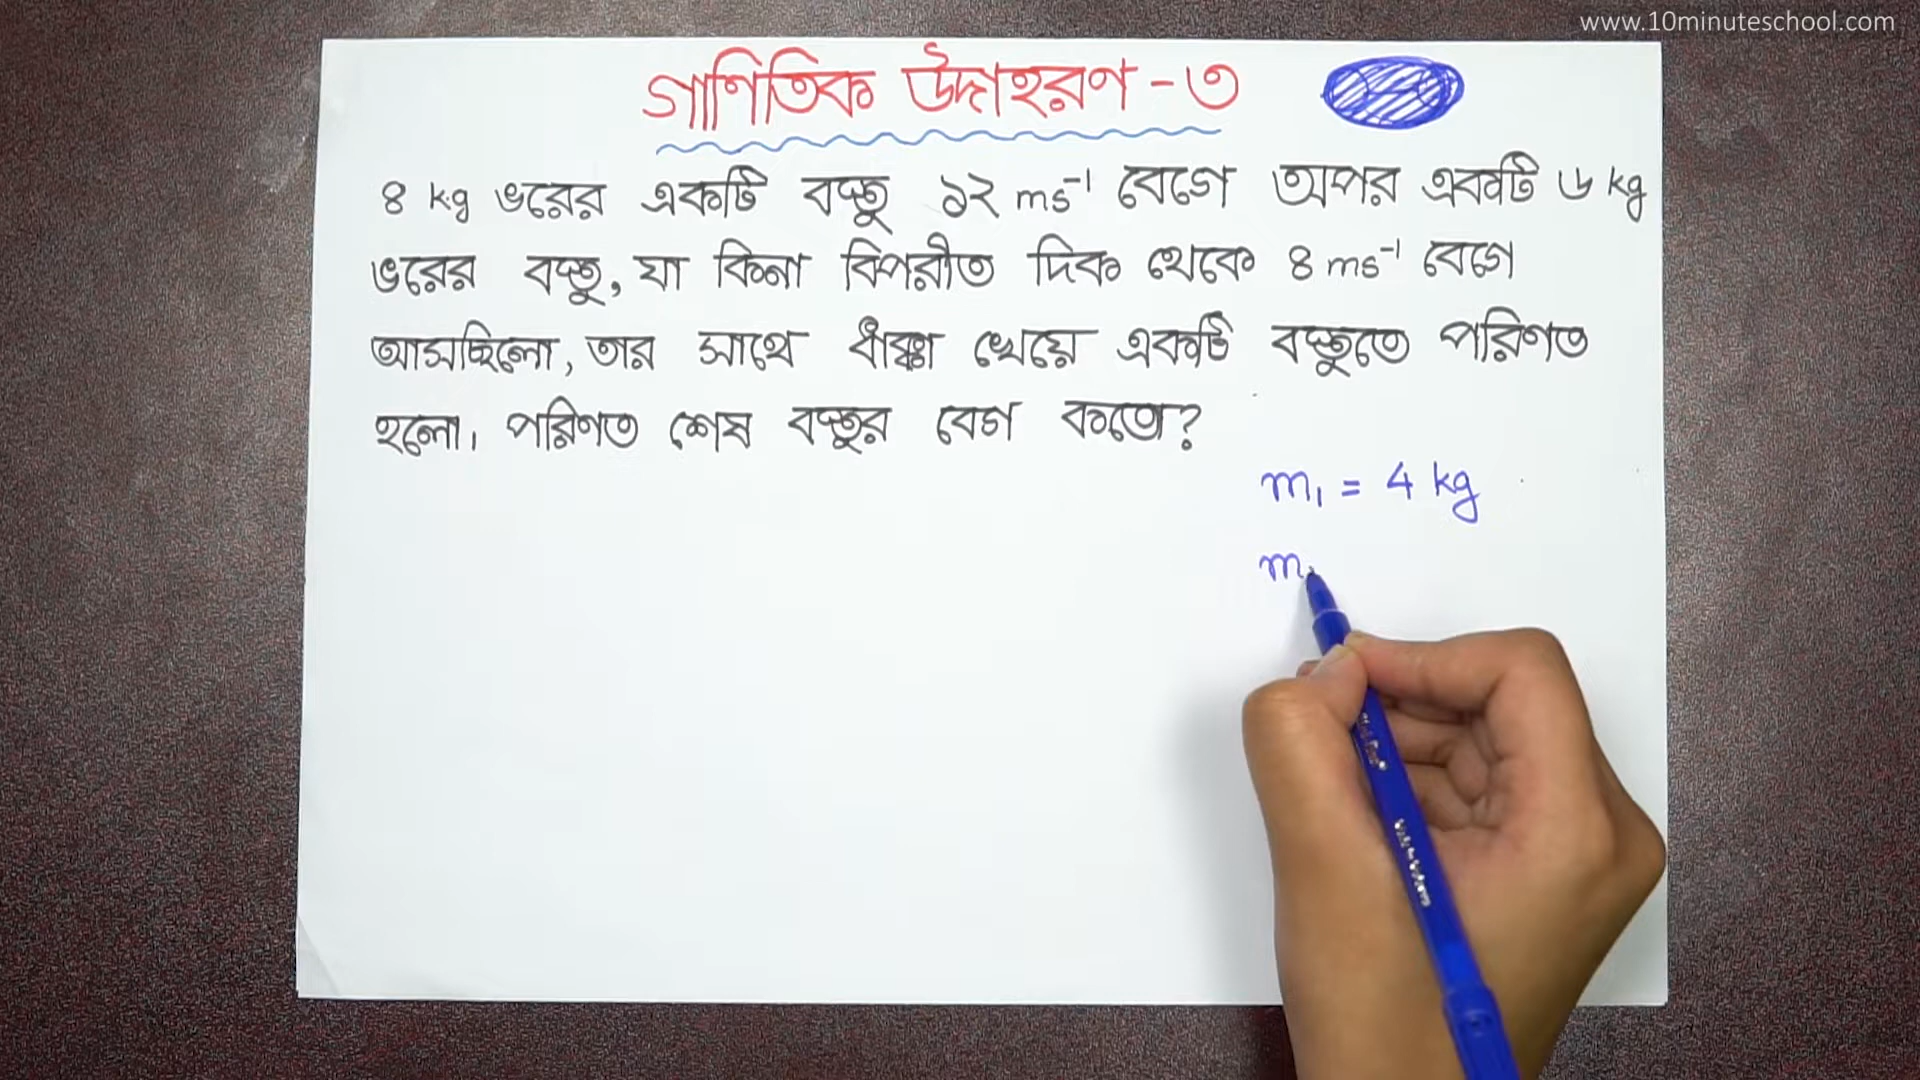 www.10minuteschool.com
গাণিতিক উদাহরণ - ৩
৪ kg ভরের একটি বস্তু ১২ ms⁻¹ বেগে অপর একটি ৬ kg
ভরের বস্তু, যা কিনা বিপরীত দিক থেকে ৪ ms⁻¹ বেগে
আসছিলো, তার সাথে ধাক্কা খেয়ে একটি বস্তুতে পরিণত
হলো। পরিণত শেষ বস্তুর বেগ কতো?
m₁ = 4 kg
m